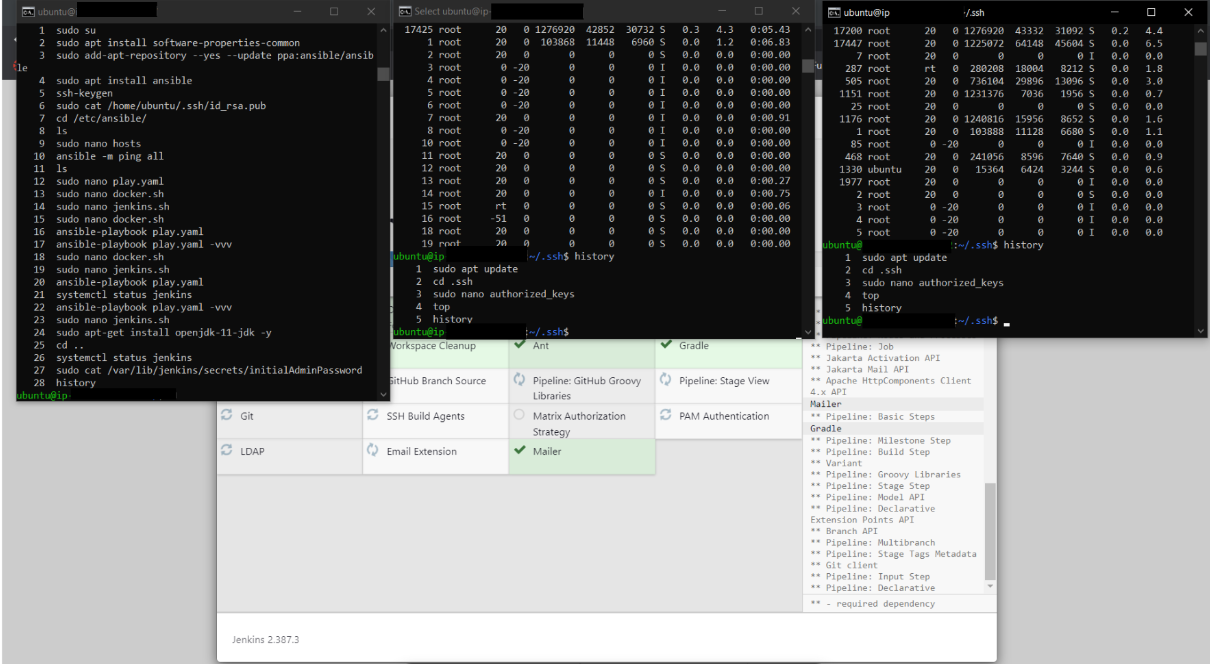 ubuntu@
1 sudo su
2 sudo apt install software-properties-common
3 sudo add-apt-repository --yes --update ppa:ansible/ansib
le
4 sudo apt install ansible
5 ssh-keygen
6 sudo cat /home/ubuntu/.ssh/id_rsa.pub
7 cd /etc/ansible/
8 ls
9 sudo nano hosts
10 ansible -m ping all
11 ls
12 sudo nano play.yaml
13 sudo nano docker.sh
14 sudo nano jenkins.sh
15 sudo nano docker.sh
16 ansible-playbook play.yaml
17 ansible-playbook play.yaml -vvv
18 sudo nano docker.sh
19 sudo nano jenkins.sh
20 ansible-playbook play.yaml
21 systemctl status jenkins
22 ansible-playbook play.yaml -vvv
23 sudo nano jenkins.sh
24 sudo apt-get install openjdk-11-jdk -y
25 cd ..
26 systemctl status jenkins
27 sudo cat /var/lib/jenkins/secrets/initialAdminPassword
28 history
ubuntu@ip-
Select ubuntu@ip-
17425 root 20 0 1276920 42852 30732 S 0.3 4.3 0:05.43
1 root 20 0 103868 11448 6960 S 0.0 1.2 0:06.83
2 root 20 0 0 0 0 S 0.0 0.0 0:00.00
3 root 0 -20 0 0 0 I 0.0 0.0 0:00.00
4 root 0 -20 0 0 0 I 0.0 0.0 0:00.00
5 root 0 -20 0 0 0 I 0.0 0.0 0:00.00
6 root 0 -20 0 0 0 I 0.0 0.0 0:00.00
7 root 20 0 0 0 0 I 0.0 0.0 0:00.91
8 root 0 -20 0 0 0 I 0.0 0.0 0:00.00
10 root 0 -20 0 0 0 I 0.0 0.0 0:00.00
11 root 20 0 0 0 0 S 0.0 0.0 0:00.00
12 root 20 0 0 0 0 S 0.0 0.0 0:00.00
13 root 20 0 0 0 0 S 0.0 0.0 0:00.27
14 root 20 0 0 0 0 I 0.0 0.0 0:00.75
15 root rt 0 0 0 0 S 0.0 0.0 0:00.06
16 root -51 0 0 0 0 S 0.0 0.0 0:00.00
18 root 20 0 0 0 0 S 0.0 0.0 0:00.00
19 root 20 0 0 0 0 S 0.0 0.0 0:00.00
ubuntu@ip :~/.ssh$ history
1 sudo apt update
2 cd .ssh
3 sudo nano authorized_keys
4 top
5 history
ubuntu@ip- :~/.ssh$
ubuntu@ip :~/.ssh
17200 root 20 0 1276920 43332 31092 S 0.2 4.4
17447 root 20 0 1225072 64148 45604 S 0.0 6.5
7 root 20 0 0 0 0 I 0.0 0.0
287 root rt 0 280208 18004 8212 S 0.0 1.8
505 root 20 0 736104 29896 13096 S 0.0 3.0
1151 root 20 0 1231376 7036 1956 S 0.0 0.7
25 root 20 0 0 0 0 S 0.0 0.0
1176 root 20 0 1240816 15956 8652 S 0.0 1.6
1 root 20 0 103888 11128 6680 S 0.0 1.1
85 root 0 -20 0 0 0 I 0.0 0.0
468 root 20 0 241056 8596 7640 S 0.0 0.9
1330 ubuntu 20 0 15364 6424 3244 S 0.0 0.6
1977 root 20 0 0 0 0 I 0.0 0.0
2 root 20 0 0 0 0 S 0.0 0.0
3 root 0 -20 0 0 0 I 0.0 0.0
4 root 0 -20 0 0 0 I 0.0 0.0
5 root 0 -20 0 0 0 I 0.0 0.0
ubuntu@ :~/.ssh$ history
1 sudo apt update
2 cd .ssh
3 sudo nano authorized_keys
4 top
5 history
ubuntu@ :~/.ssh$
Workspace Cleanup
Ant
Gradle
GitHub Branch Source
Pipeline: GitHub Groovy
Libraries
Pipeline: Stage View
Git
SSH Build Agents
Matrix Authorization
Strategy
PAM Authentication
LDAP
Email Extension
Mailer
** Pipeline: Job
** Jakarta Activation API
** Jakarta Mail API
** Apache HttpComponents Client
4.x API
Mailer
** Pipeline: Basic Steps
Gradle
** Pipeline: Milestone Step
** Pipeline: Build Step
** Variant
** Pipeline: Groovy Libraries
** Pipeline: Stage Step
** Pipeline: Model API
** Pipeline: Declarative
Extension Points API
** Branch API
** Pipeline: Multibranch
** Pipeline: Stage Tags Metadata
** Git client
** Pipeline: Input Step
** Pipeline: Declarative
** - required dependency
Jenkins 2.387.3